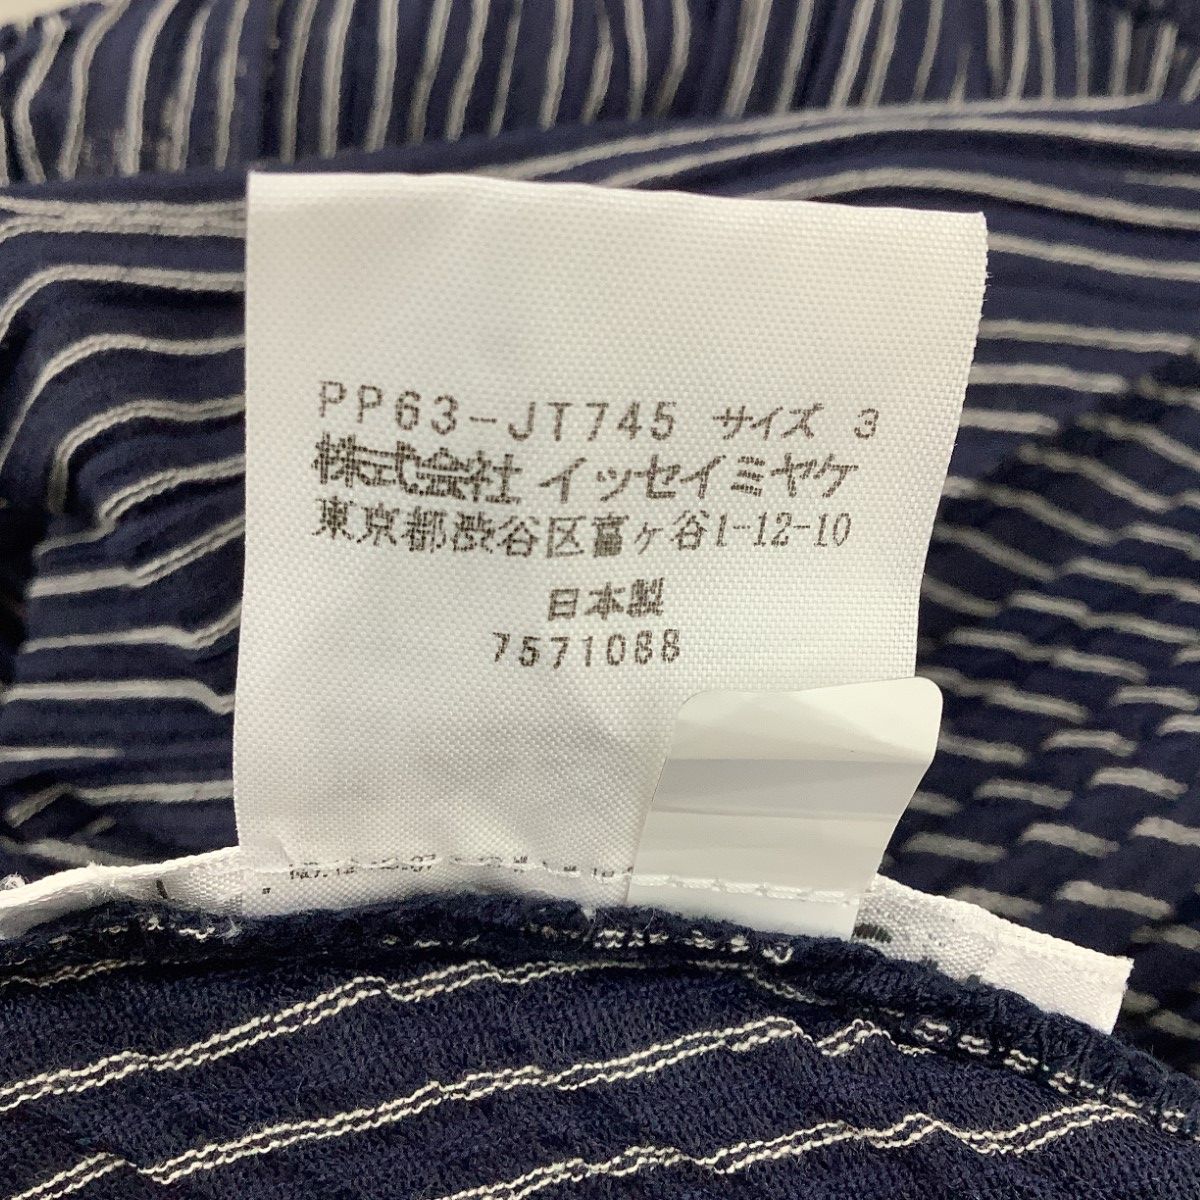 PP63-JT745 サイズ 3
株式会社 イッセイミヤケ
東京都渋谷区富ヶ谷1-12-10
日本製
7571088